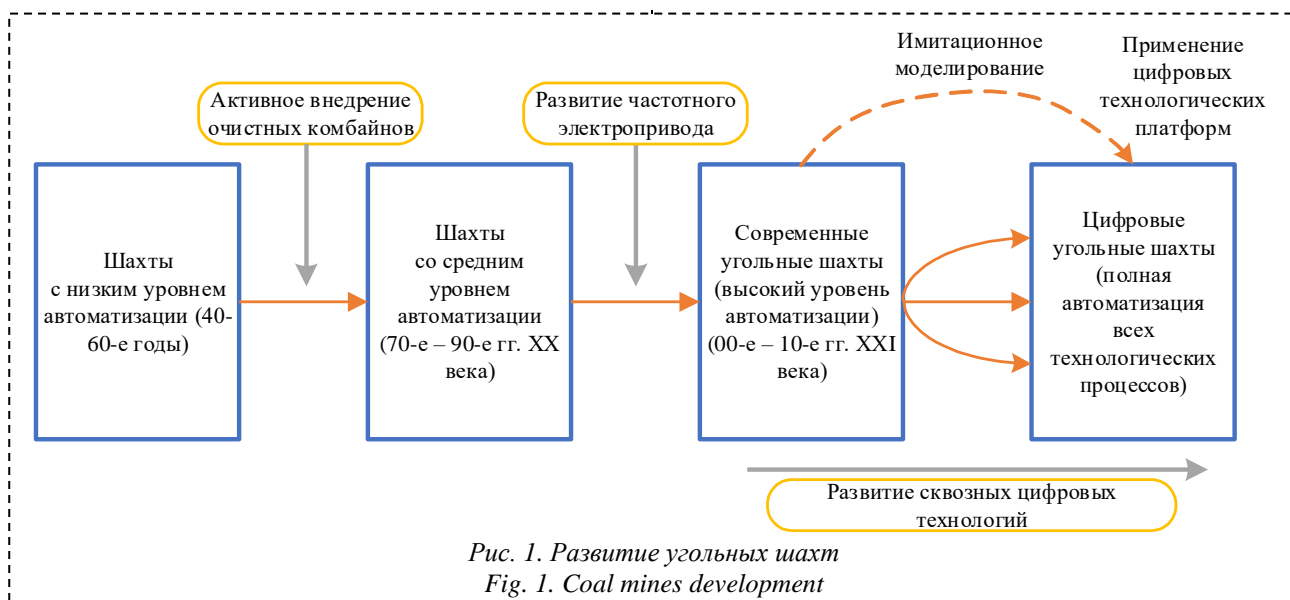 Имитационное
моделирование
Применение
цифровых
технологических
платформ
Активное внедрение
очистных комбайнов
Развитие частотного
электропривода
Шахты
с низким уровнем
автоматизации (40-
60-е годы)
Шахты
со средним
уровнем
автоматизации
(70-е – 90-е гг. XX
века)
Современные
угольные шахты
(высокий уровень
автоматизации)
(00-е – 10-е гг. XXI
века)
Цифровые
угольные шахты
(полная
автоматизация
всех
технологических
процессов)
Развитие сквозных цифровых
технологий
Рис. 1. Развитие угольных шахт
Fig. 1. Coal mines development